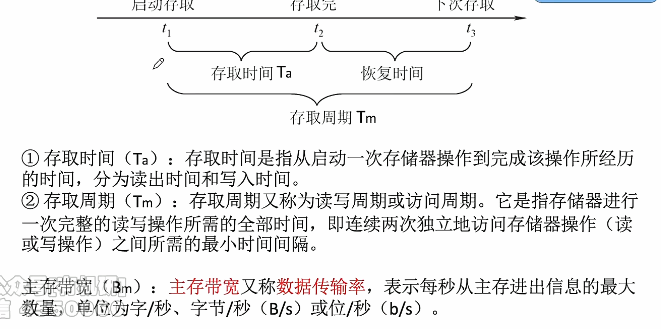 启动存取 存取完 下次存取
t1 t2 t3
存取时间 Ta 恢复时间
存取周期 Tm
① 存取时间（Ta）：存取时间是指从启动一次存储器操作到完成该操作所经历
的时间，分为读出时间和写入时间。
② 存取周期（Tm）：存取周期又称为读写周期或访问周期。它是指存储器进行
一次完整的读写操作所需的全部时间，即连续两次独立地访问存储器操作（读
或写操作）之间所需的最小时间间隔。
主存带宽（Bm）：主存带宽又称数据传输率，表示每秒从主存进出信息的最大
数量，单位为字/秒、字节/秒（B/s）或位/秒（b/s）。